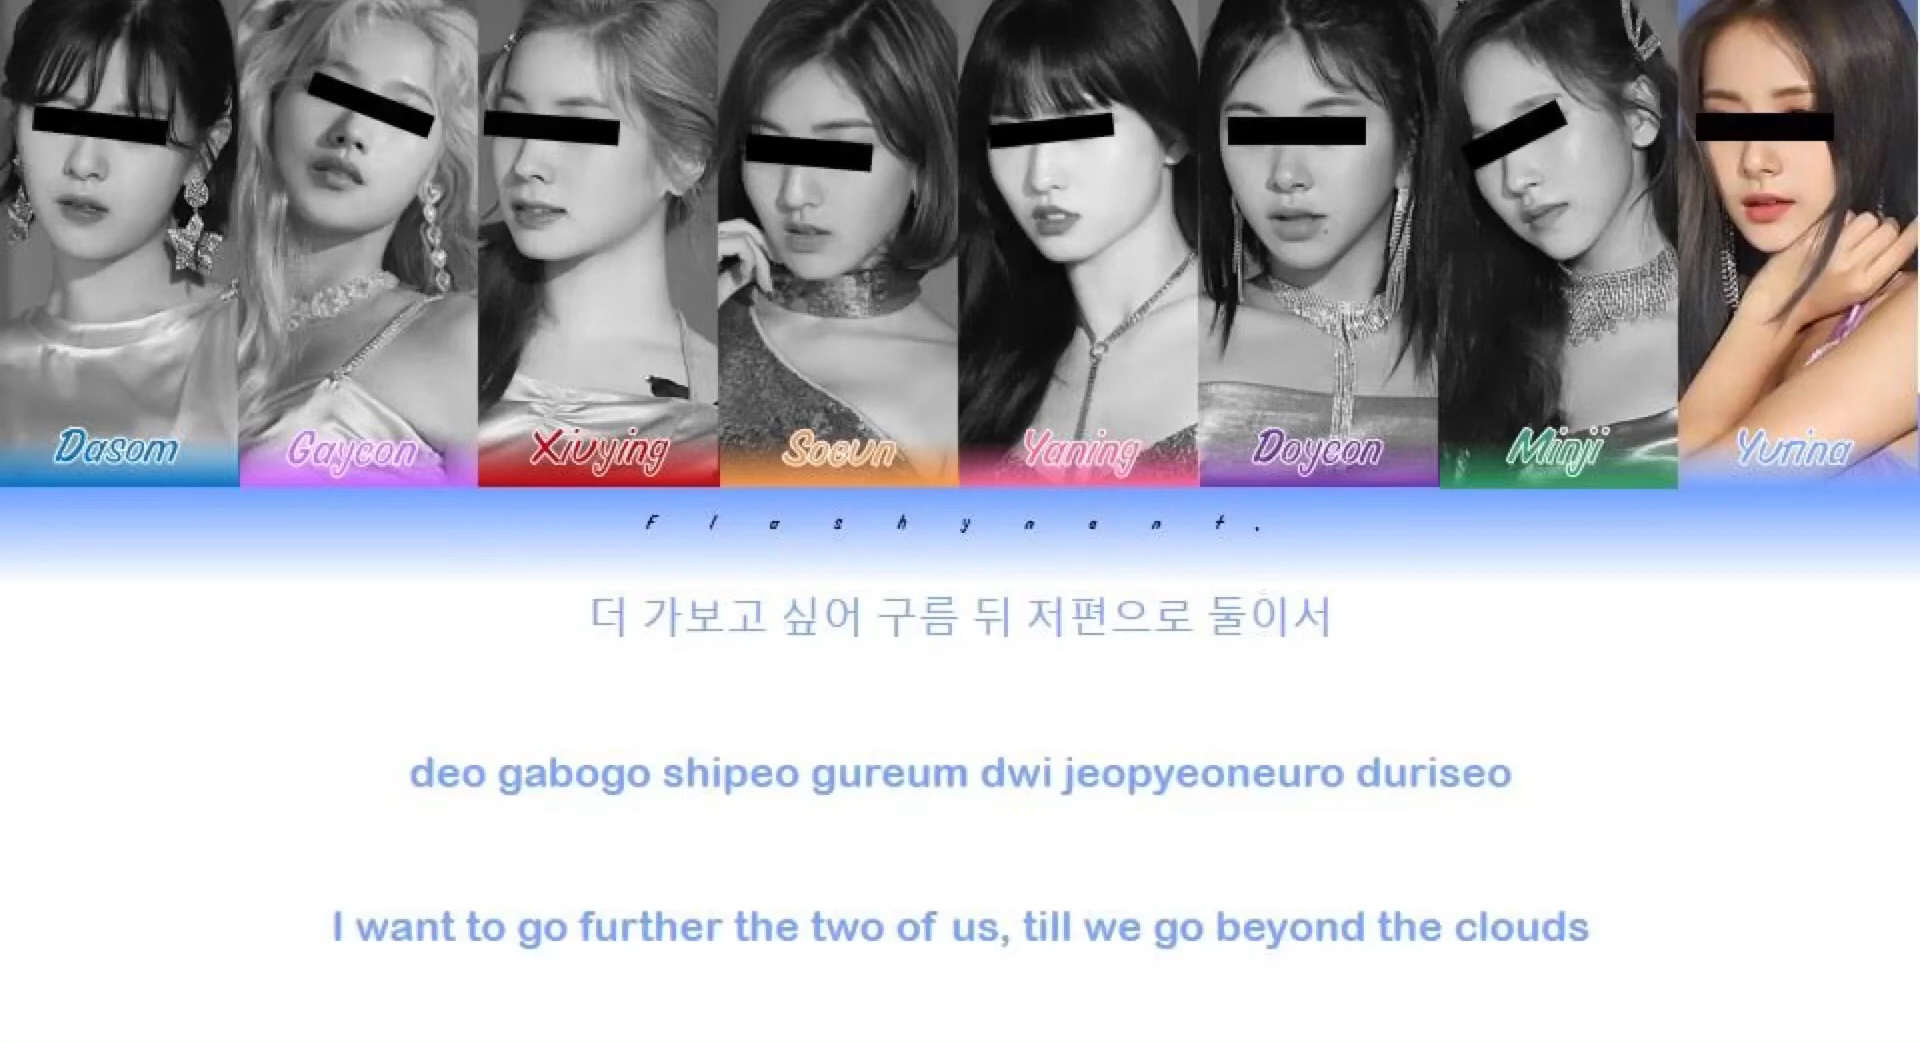 Dasom Gayeon Xiuying Soeun Yaning Doyeon Minji Yurina
Flashynant.
더 가보고 싶어 구름 뒤 저편으로 둘이서
deo gabogo shipeo gureum dwi jeopyeoneuro duriseo
I want to go further the two of us, till we go beyond the clouds